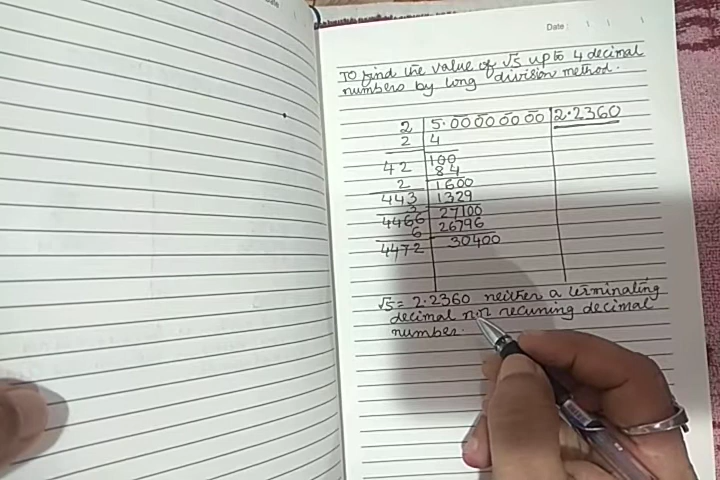 Date :
TO find the value of √5 upto 4 decimal
numbers by long division method.
2 5.00 00 00 00 2.2360
2 4
42 100
2 84
443 1600
3 1329
4466 27100
6 26796
4472 30400
√5 = 2.2360 neither a terminating
decimal nor recurring decimal
number.